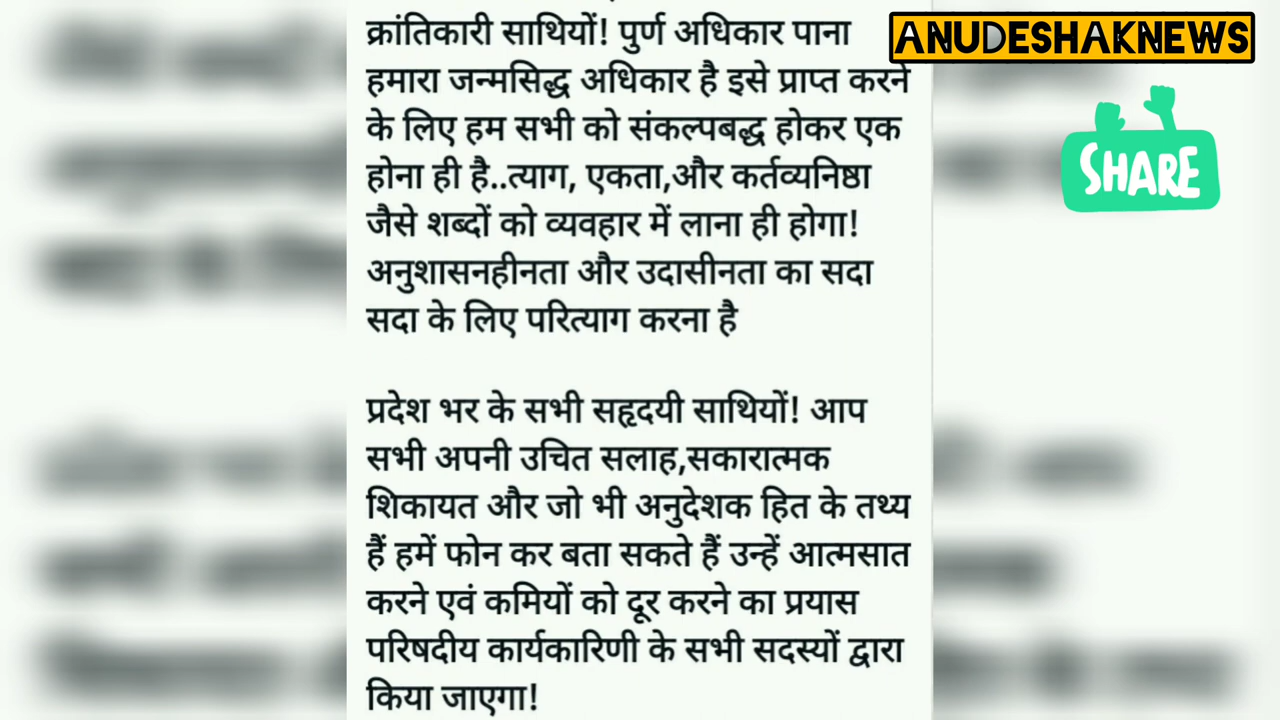 क्रांतिकारी साथियों! पुर्ण अधिकार पाना
हमारा जन्मसिद्ध अधिकार है इसे प्राप्त करने
के लिए हम सभी को संकल्पबद्ध होकर एक
होना ही है..त्याग, एकता,और कर्तव्यनिष्ठा
जैसे शब्दों को व्यवहार में लाना ही होगा!
अनुशासनहीनता और उदासीनता का सदा
सदा के लिए परित्याग करना है
प्रदेश भर के सभी सहृदयी साथियों! आप
सभी अपनी उचित सलाह,सकारात्मक
शिकायत और जो भी अनुदेशक हित के तथ्य
हैं हमें फोन कर बता सकते हैं उन्हें आत्मसात
करने एवं कमियों को दूर करने का प्रयास
परिषदीय कार्यकारिणी के सभी सदस्यों द्वारा
किया जाएगा!
ANUDESHAKNEWS
SHARE